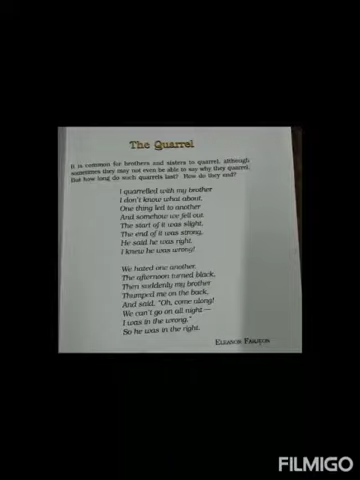 The Quarrel
It is common for brothers and sisters to quarrel, although
sometimes they may not even be able to say why they quarrel.
But how long do such quarrels last? How do they end?
I quarrelled with my brother
I don't know what about,
One thing led to another
And somehow we fell out.
The start of it was slight,
The end of it was strong,
He said he was right,
I knew he was wrong!
We hated one another.
The afternoon turned black.
Then suddenly my brother
Thumped me on the back,
And said, "Oh, come along!
We can't go on all night—
I was in the wrong."
So he was in the right.
ELEANOR FARJEON
FILMIGO